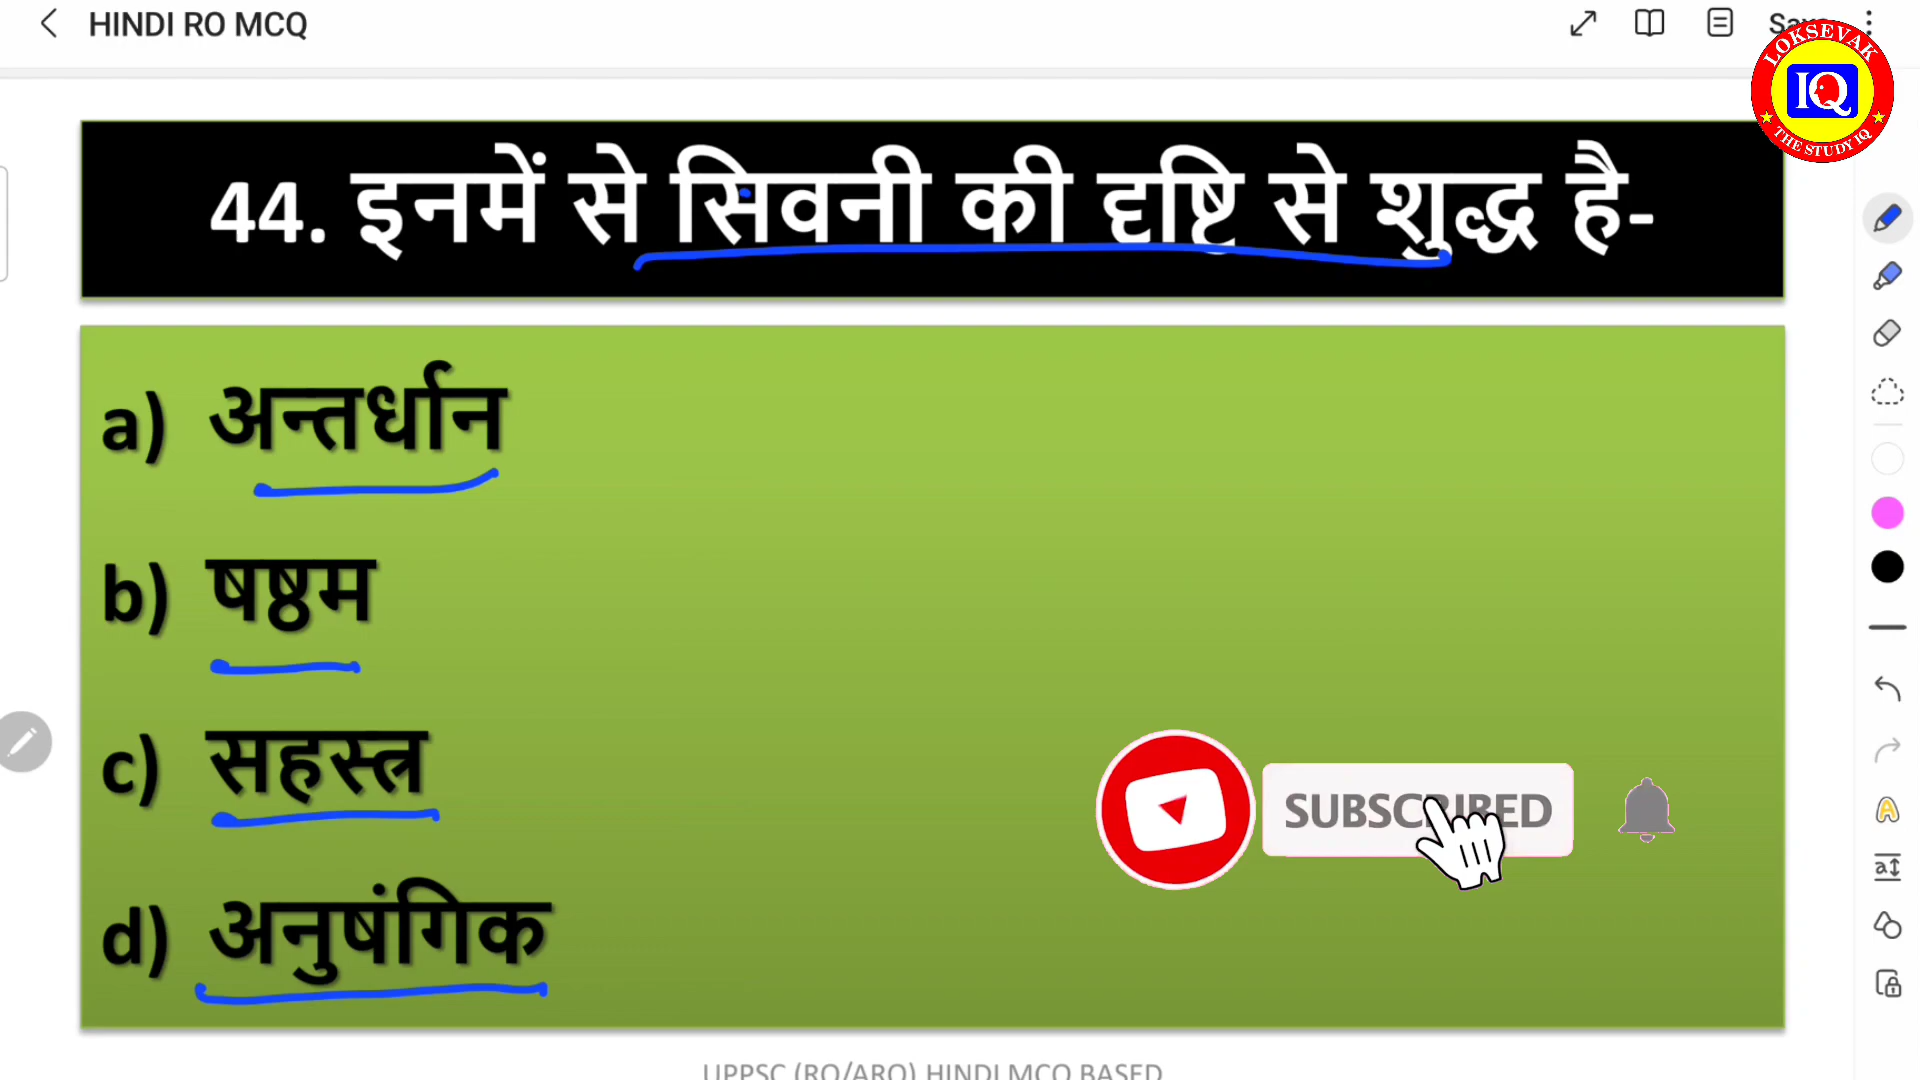 HINDI RO MCQ
LOKSEVAK
IQ
THE STUDY IQ
44. इनमें से सिवनी की दृष्टि से शुद्ध है-
a) अन्तर्धान
b) षष्ठम
c) सहस्त्र
SUBSCRIBED
d) अनुषंगिक
UPPSC (RO/ARO) HINDI MCQ BASED